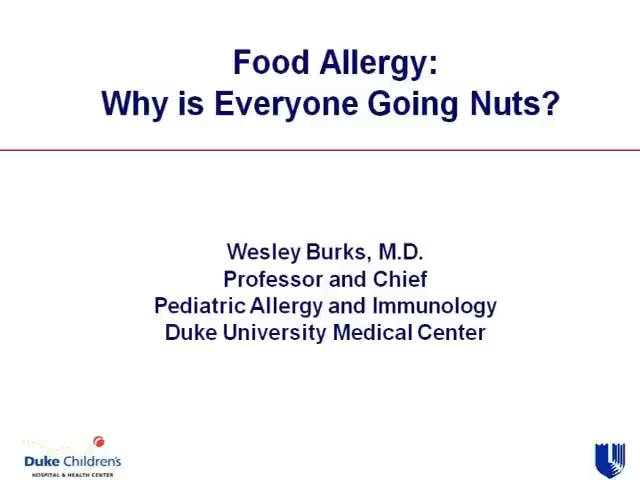 Food Allergy:
Why is Everyone Going Nuts?
Wesley Burks, M.D.
Professor and Chief
Pediatric Allergy and Immunology
Duke University Medical Center
Duke Children's
HOSPITAL & HEALTH CENTER